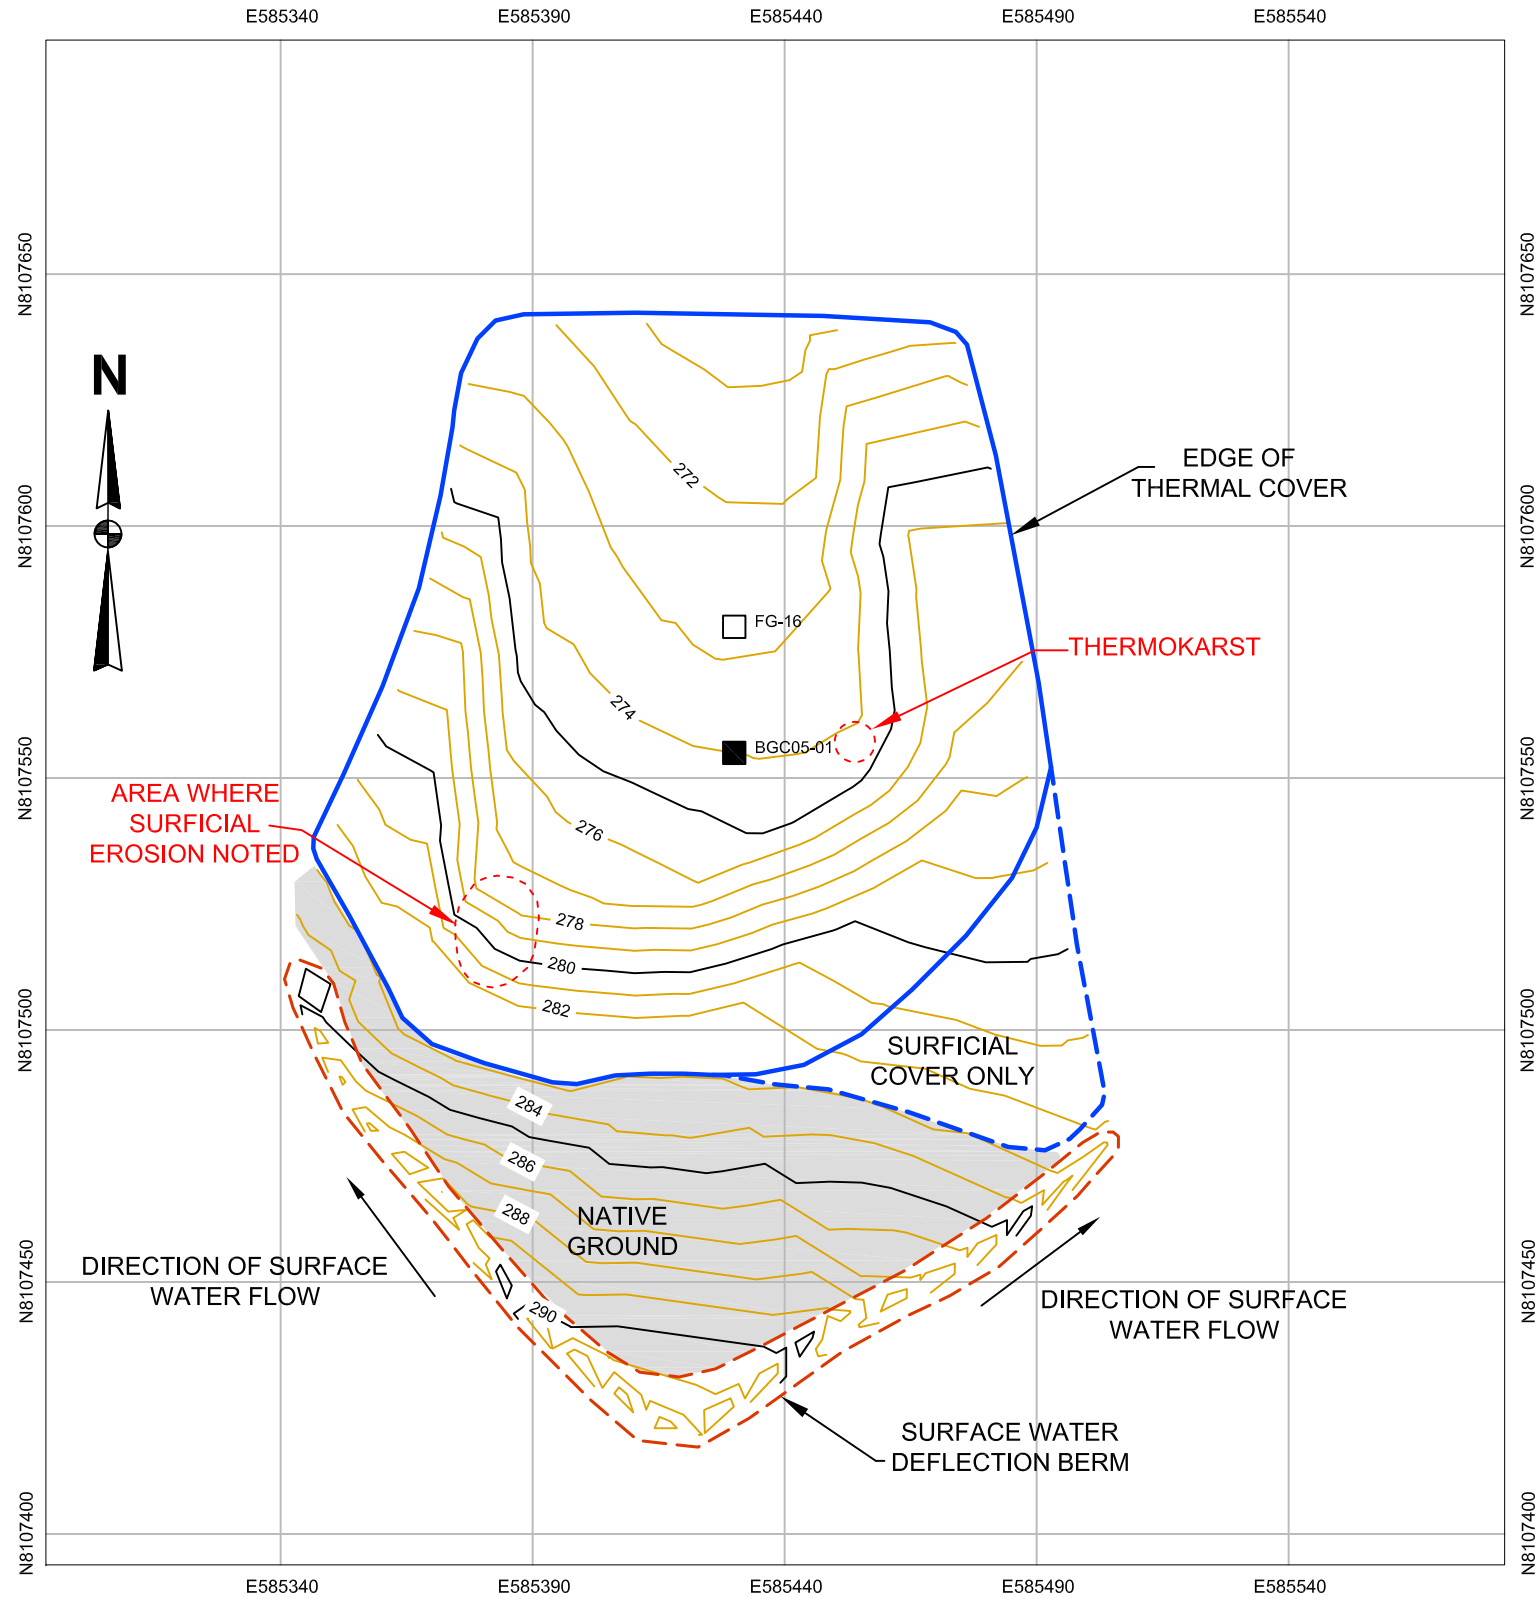 E585340
E585390
E585440
E585490
E585540
N8107650
N8107650
N
272
EDGE OF
THERMAL COVER
N8107600
N8107600
FG-16
THERMOKARST
274
BGC05-01
N8107550
N8107550
AREA WHERE
SURFICIAL
EROSION NOTED
276
278
280
282
N8107500
N8107500
SURFICIAL
COVER ONLY
284
286
288
NATIVE
GROUND
DIRECTION OF SURFACE
WATER FLOW
N8107450
N8107450
290
DIRECTION OF SURFACE
WATER FLOW
SURFACE WATER
DEFLECTION BERM
N8107400
N8107400
E585340
E585390
E585440
E585490
E585540